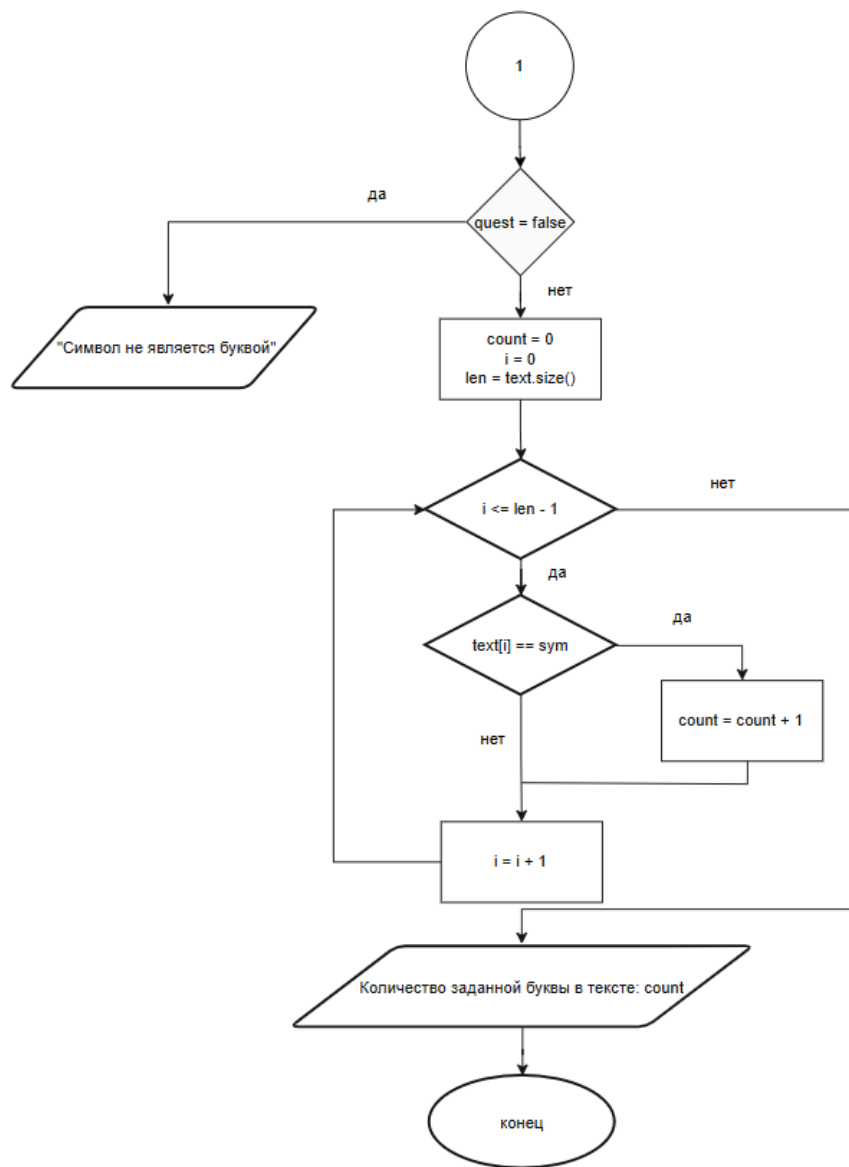 1
да
quest = false
нет
"Символ не является буквой"
count = 0
i = 0
len = text.size()
i <= len - 1
нет
да
text[i] == sym
да
count = count + 1
нет
i = i + 1
Количество заданной буквы в тексте: count
конец